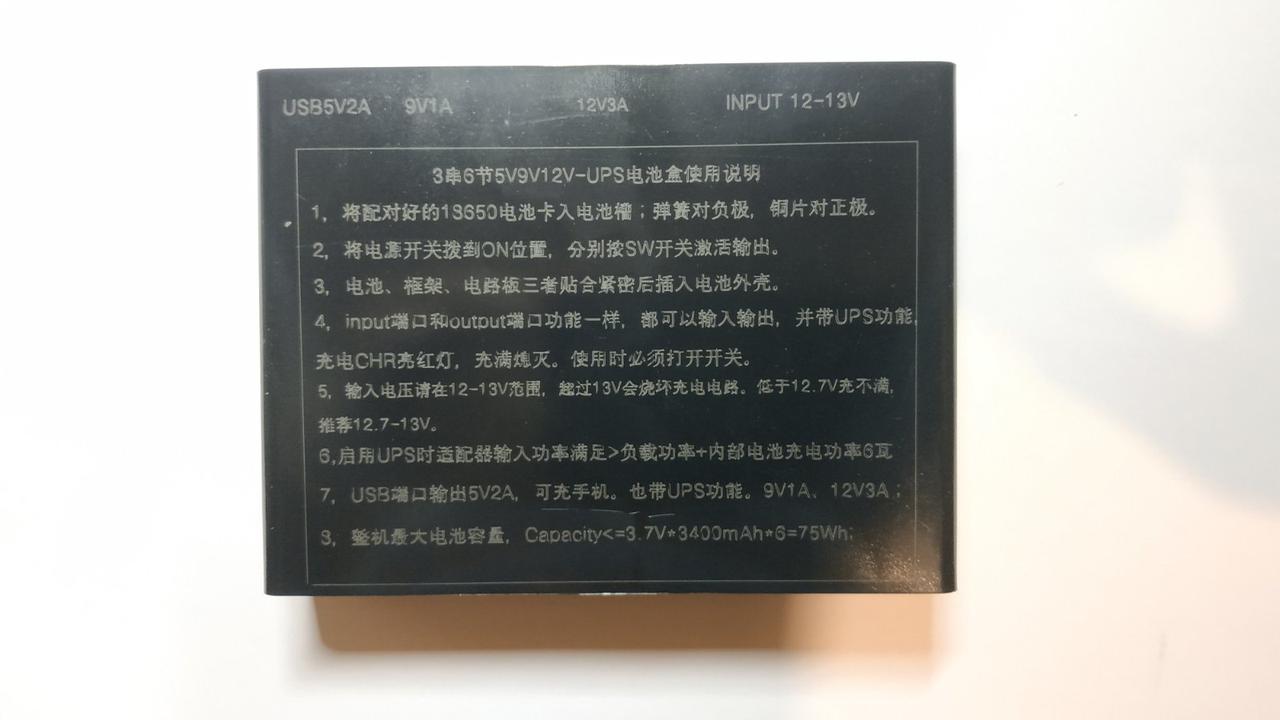 USB5V2A 9V1A 12V3A INPUT 12-13V
3串6节5V9V12V-UPS电池盒使用说明
1，将配对好的18650电池卡入电池槽；弹簧对负极，铜片对正极。
2，将电源开关拨到ON位置，分别按SW开关激活输出。
3，电池、框架、电路板三者贴合紧密后插入电池外壳。
4，input端口和output端口功能一样，都可以输入输出，并带UPS功能，
充电CHR亮红灯，充满熄灭。使用时必须打开开关。
5，输入电压请在12-13V范围，超过13V会烧坏充电电路。低于12.7V充不满，
推荐12.7-13V。
6,启用UPS时适配器输入功率满足>负载功率+内部电池充电功率6瓦
7，USB端口输出5V2A，可充手机。也带UPS功能。9V1A、12V3A；
8，整机最大电池容量，Capacity<=3.7V*3400mAh*6=75Wh;